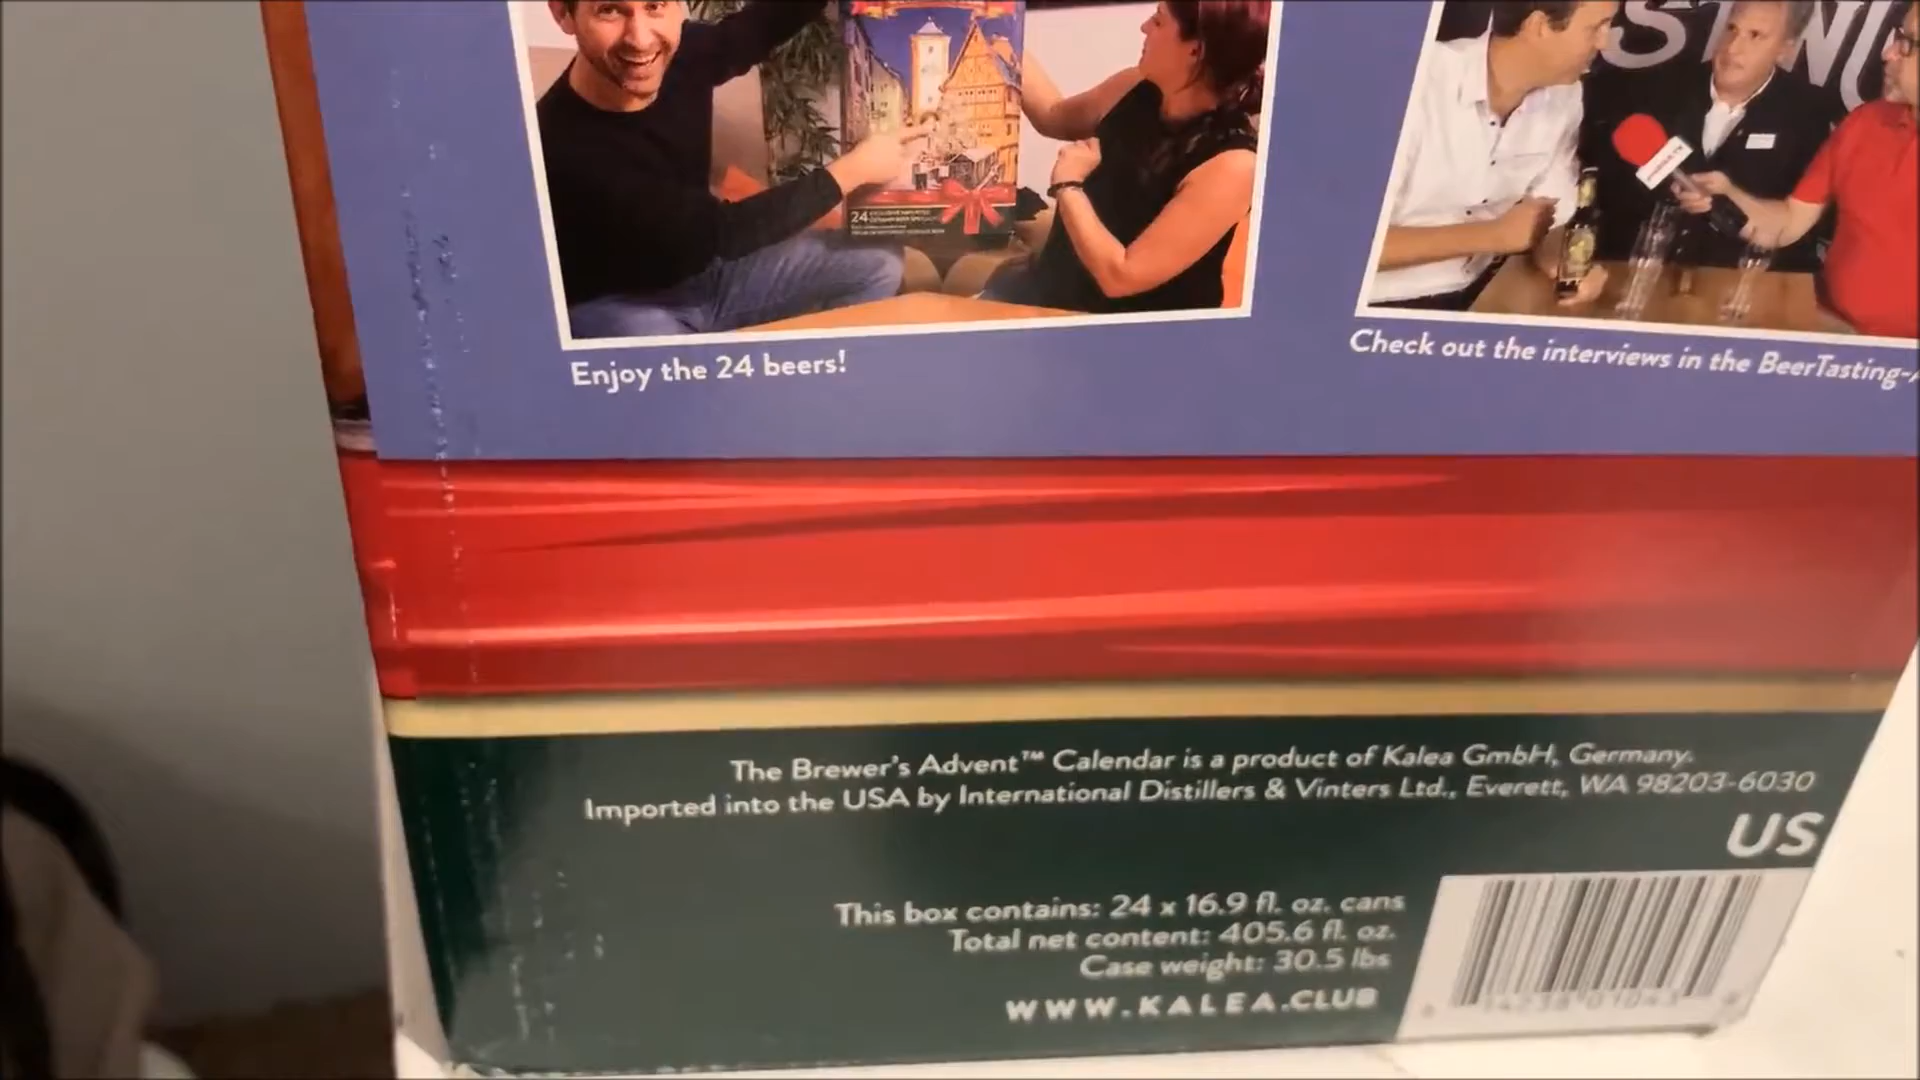 STING
24
Enjoy the 24 beers!
Check out the interviews in the BeerTasting-
The Brewer's Advent™ Calendar is a product of Kalea GmbH, Germany.
Imported into the USA by International Distillers & Vinters Ltd., Everett, WA 98203-6030
US
This box contains: 24 x 16.9 fl. oz. cans
Total net content: 405.6 fl. oz.
Case weight: 30.5 lbs
WWW.KALEA.CLUB